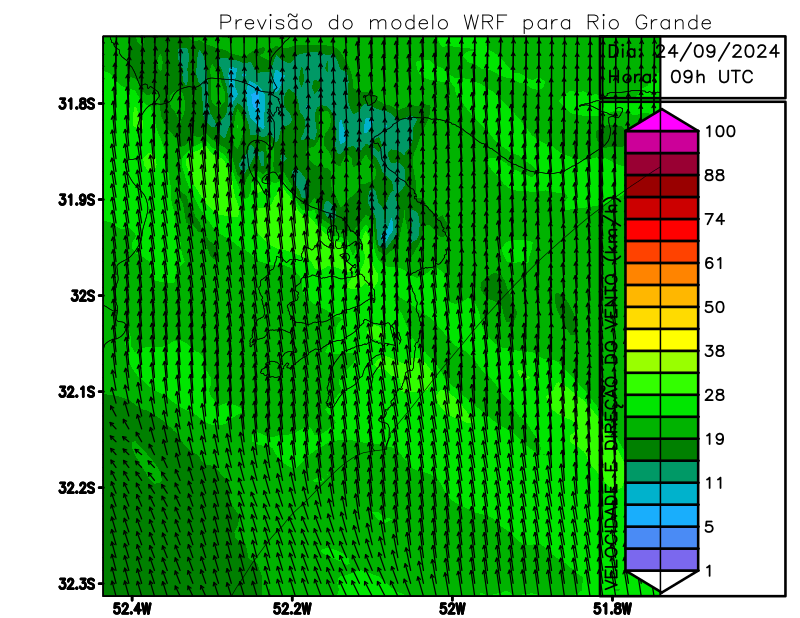 Previsão do modelo WRF para Rio Grande
Dia: 24/09/2024
Hora: 09h UTC
31.8S
31.9S
32S
32.1S
32.2S
32.3S
52.4W
52.2W
52W
51.8W
VELOCIDADE E DIREÇÃO DO VENTO (km/h)
100
88
74
61
50
38
28
19
11
5
1